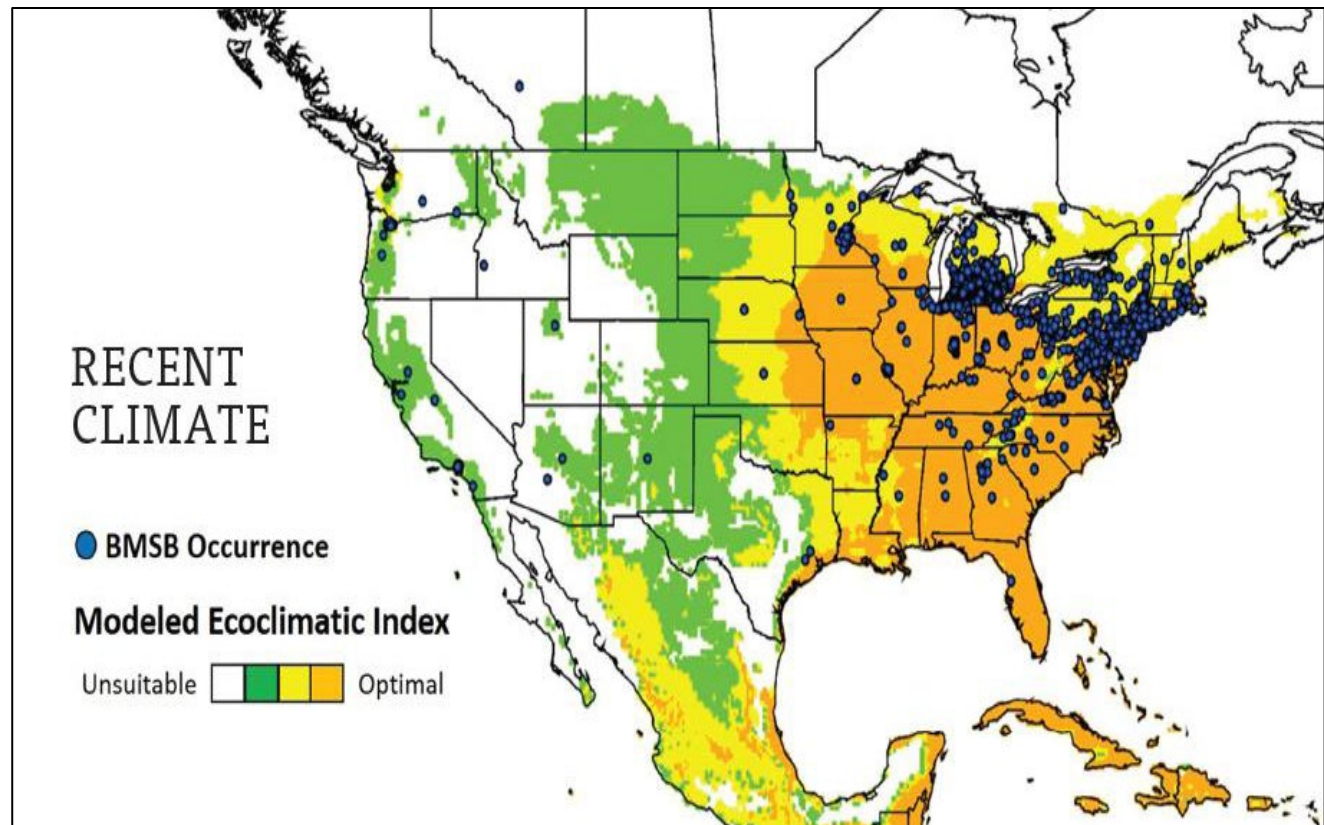 RECENT
CLIMATE
BMSB Occurrence
Modeled Ecoclimatic Index
Unsuitable Optimal